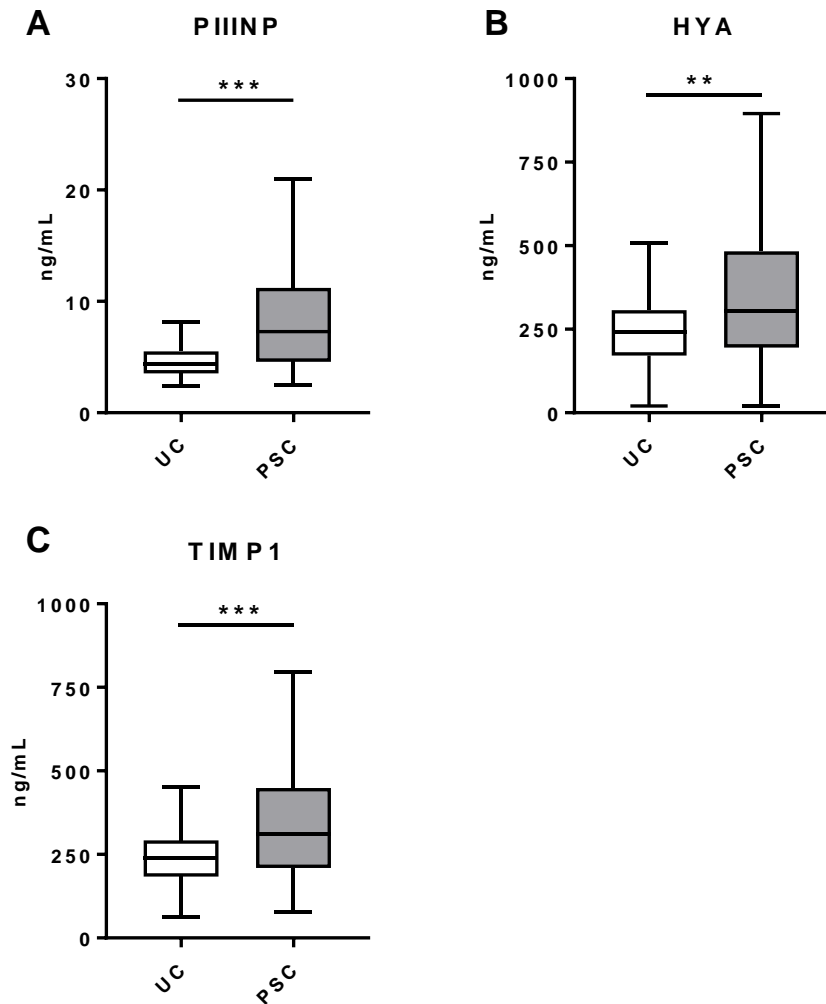 A
PIIINP
30
20
10
0
ng/mL
***
UC
PSC
B
HYA
1000
750
500
250
0
ng/mL
**
UC
PSC
C
TIMP1
1000
750
500
250
0
ng/mL
***
UC
PSC